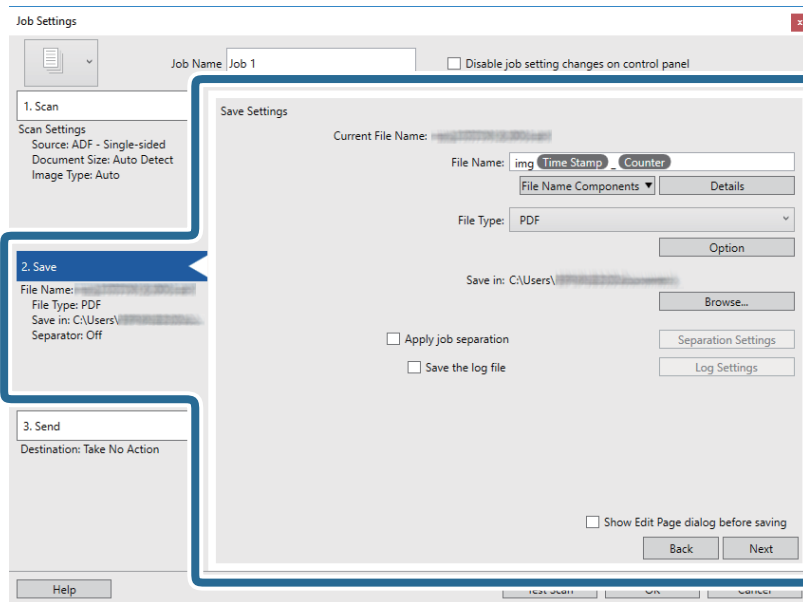 Job Settings
x
Job Name Job 1
Disable job setting changes on control panel
1. Scan
Scan Settings
Source: ADF - Single-sided
Document Size: Auto Detect
Image Type: Auto
2. Save
File Name:
File Type: PDF
Save in: C:\Users\
Separator: Off
3. Send
Destination: Take No Action
Save Settings
Current File Name:
File Name: img Time Stamp _ Counter
File Name Components ▼ Details
File Type: PDF
Option
Save in: C:\Users\
Browse...
Apply job separation Separation Settings
Save the log file Log Settings
Show Edit Page dialog before saving
Back Next
Help Test Scan OK Cancel